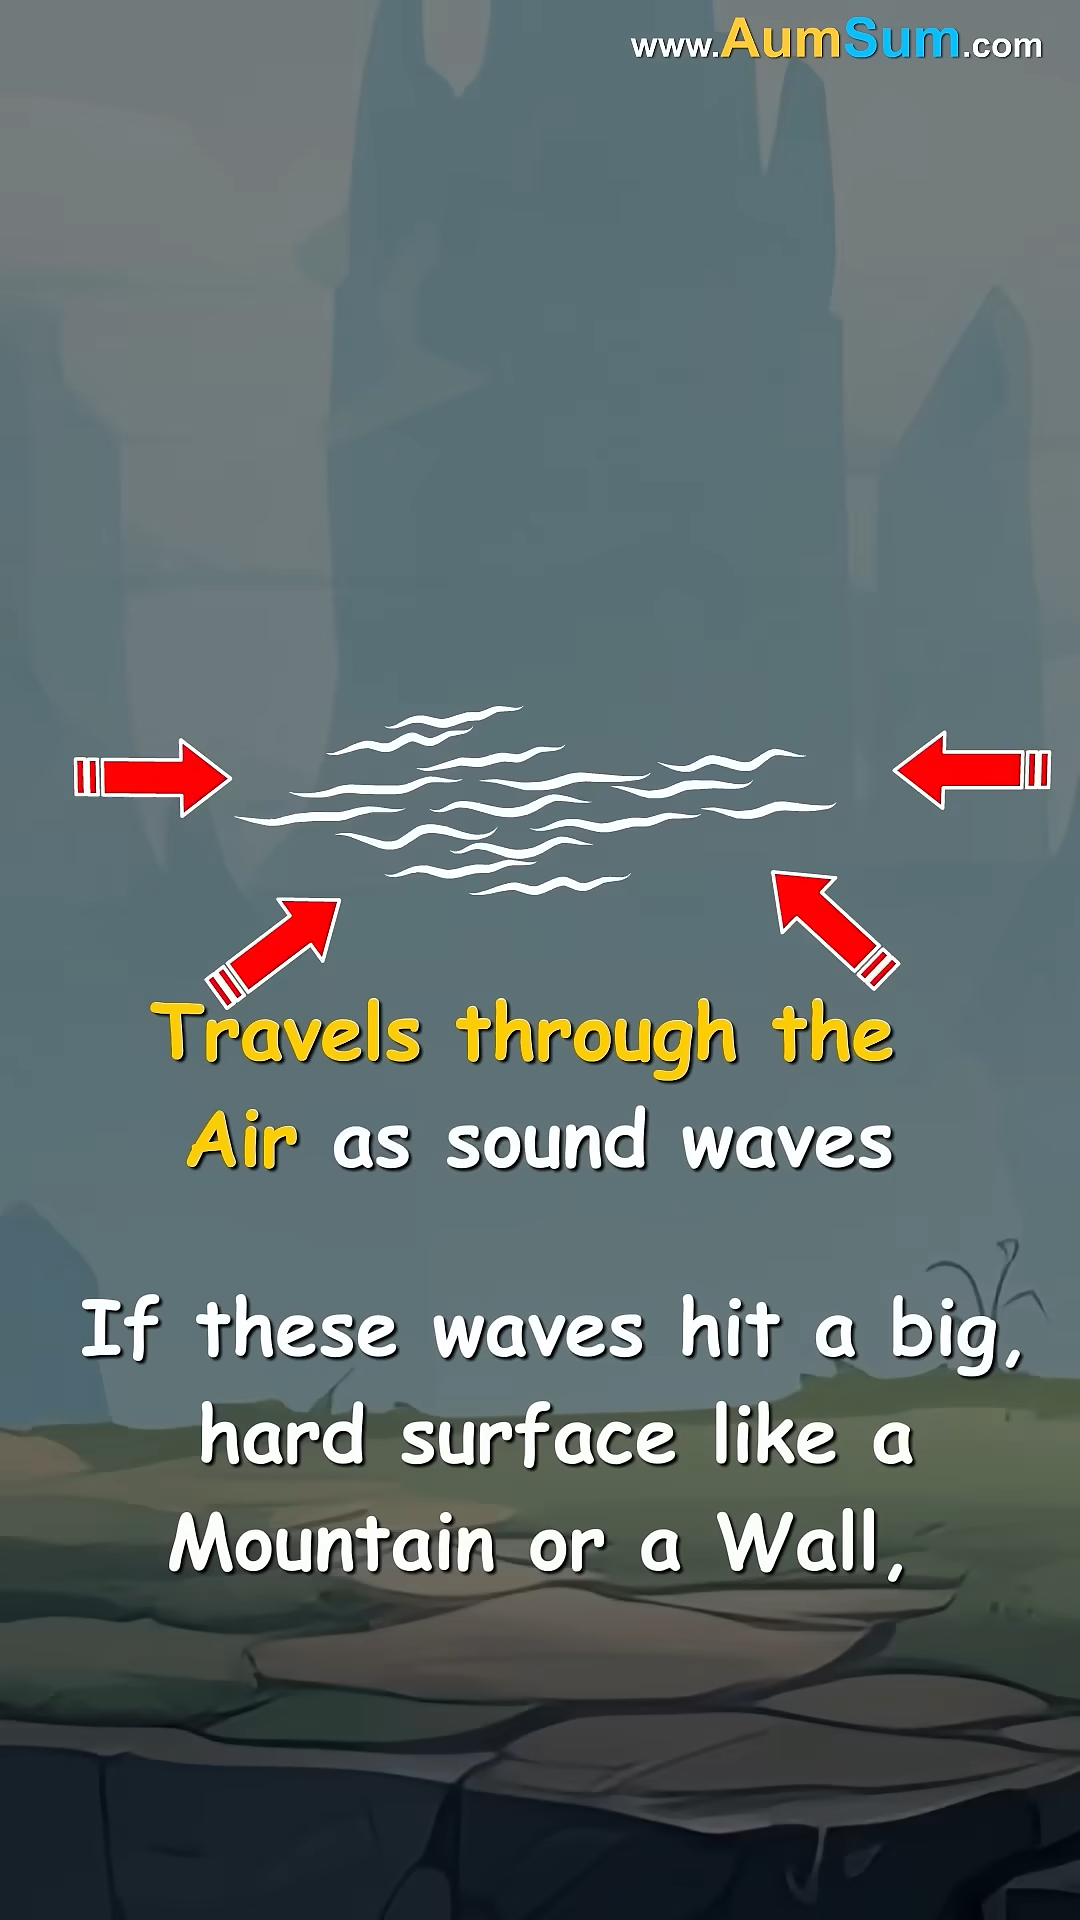 www.AumSum.com
Travels through the
Air as sound waves
If these waves hit a big,
hard surface like a
Mountain or a Wall,